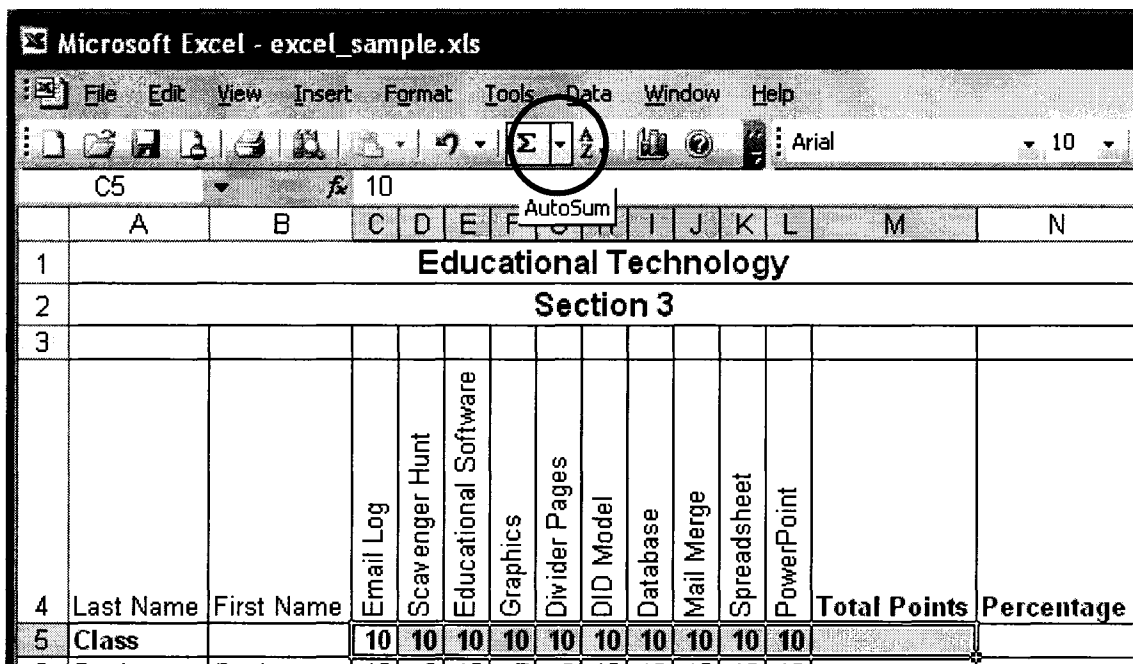 Microsoft Excel - excel_sample.xls
File Edit View Insert Format Tools Data Window Help
Σ A Z Arial 10
C5 fx 10
AutoSum
A B C D E F I J K L M N
1 Educational Technology
2 Section 3
3
4 Last Name First Name Email Log Scavenger Hunt Educational Software Graphics Divider Pages DID Model Database Mail Merge Spreadsheet PowerPoint Total Points Percentage
5 Class 10 10 10 10 10 10 10 10 10 10